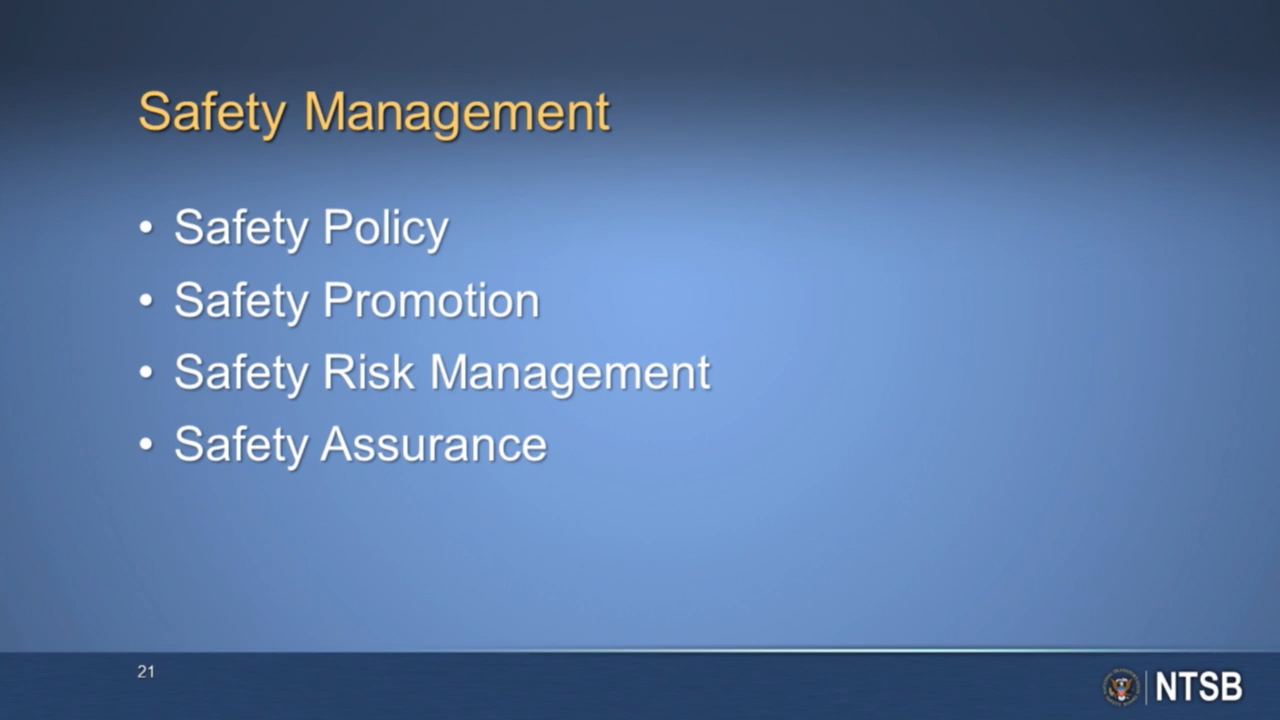 Safety Management
• Safety Policy
• Safety Promotion
• Safety Risk Management
• Safety Assurance
21
NTSB